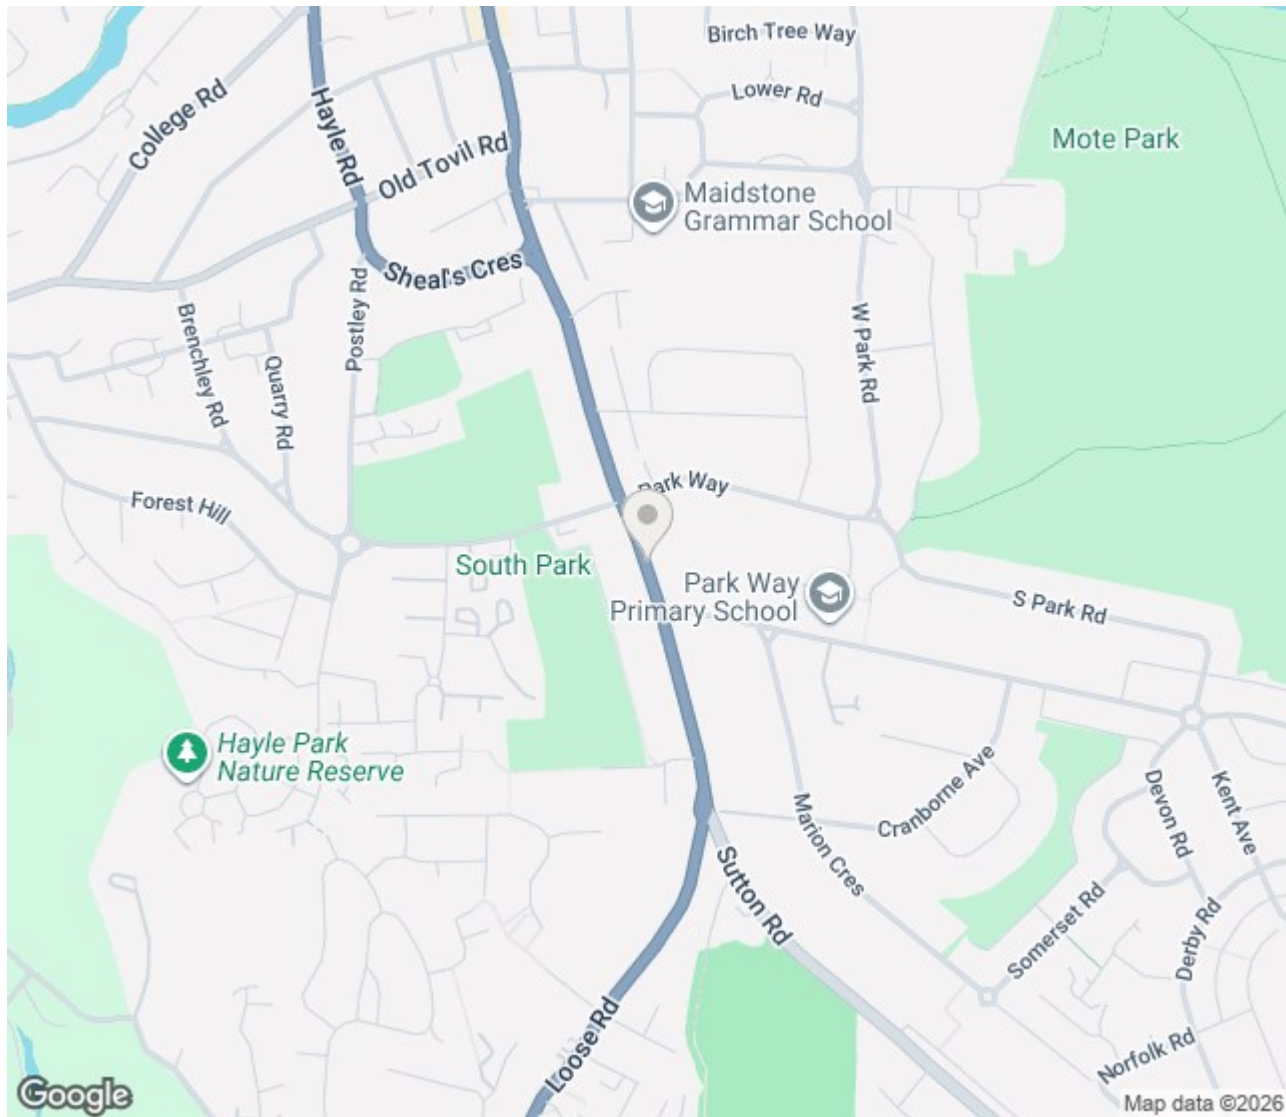 Birch Tree Way
Lower Rd
College Rd
Hayle Rd
Old Tovil Rd
Mote Park
Maidstone
Grammar School
Sheal's Cres
Postley Rd
Brenchley Rd
Quarry Rd
W Park Rd
Park Way
Forest Hill
South Park
Park Way
Primary School
S Park Rd
Hayle Park
Nature Reserve
Marion Cres
Cranborne Ave
Devon Rd
Kent Ave
Sutton Rd
Somerset Rd
Derby Rd
Loose Rd
Norfolk Rd
Google
Map data ©2026